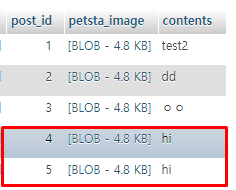 post_id petsta_image contents
1 [BLOB - 4.8 KB] test2
2 [BLOB - 4.8 KB] dd
3 [BLOB - 4.8 KB] ㅇㅇ
4 [BLOB - 4.8 KB] hi
5 [BLOB - 4.8 KB] hi